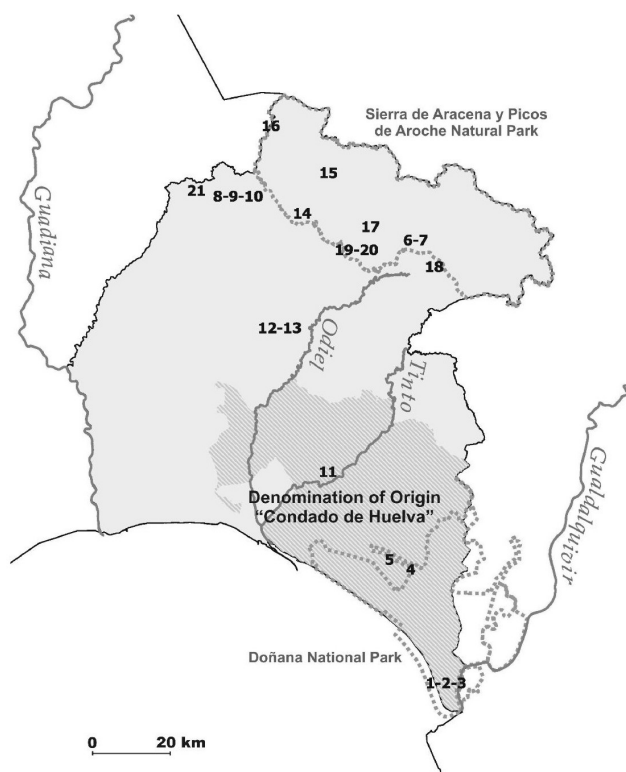 16
Sierra de Aracena y Picos
de Aroche Natural Park
15
21
8-9-10
14
17
6-7
19-20
18
Guadiana
12-13
Odiel
Tinto
11
Denomination of Origin
“Condado de Huelva”
Gualdalquivir
5
4
Doñana National Park
1-2-3
0
20 km